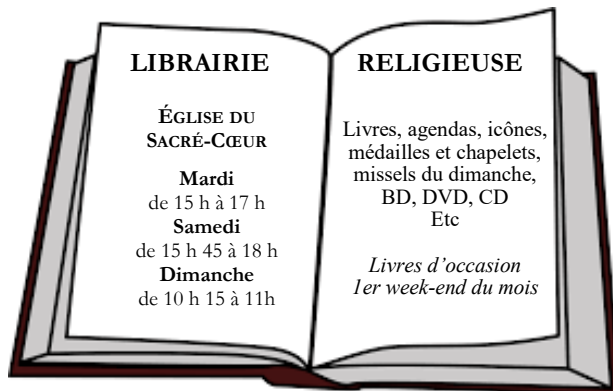 LIBRAIRIE
ÉGLISE DU
SACRÉ-CŒUR
Mardi
de 15 h à 17 h
Samedi
de 15 h 45 à 18 h
Dimanche
de 10 h 15 à 11h
RELIGIEUSE
Livres, agendas, icônes,
médailles et chapelets,
missels du dimanche,
BD, DVD, CD
Etc
Livres d’occasion
1er week-end du mois